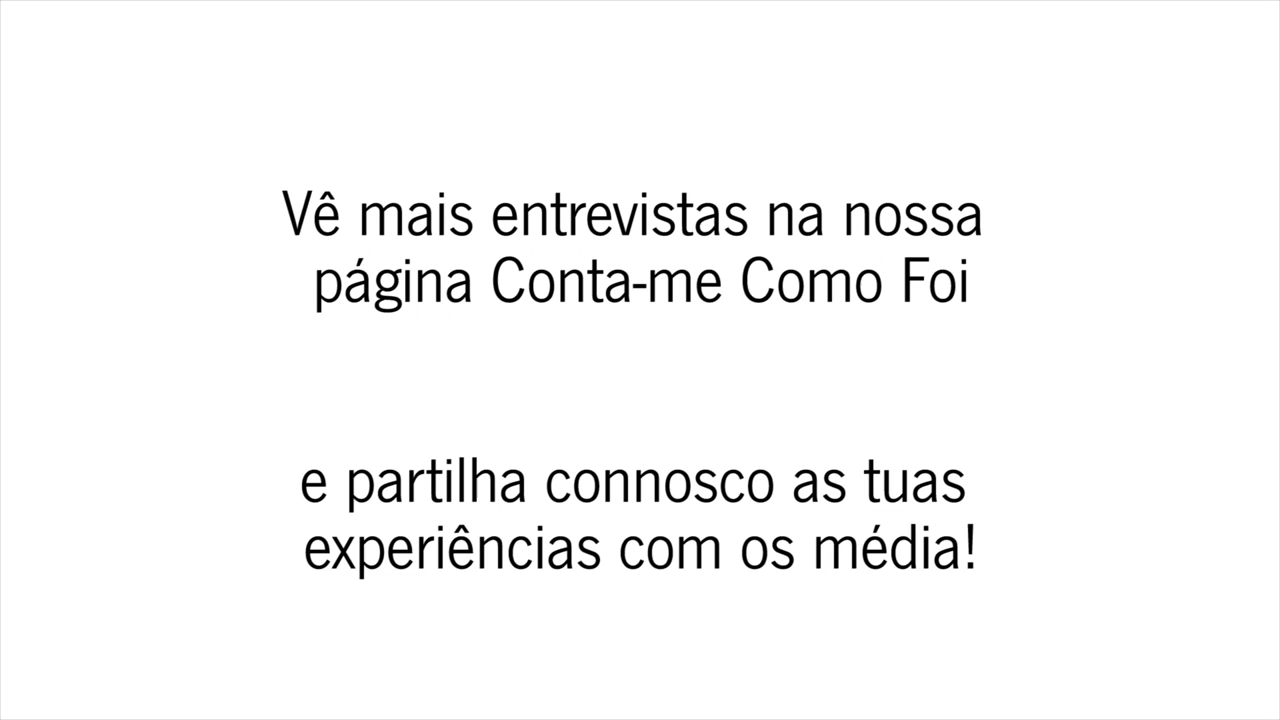 Vê mais entrevistas na nossa
página Conta-me Como Foi
e partilha connosco as tuas
experiências com os média!